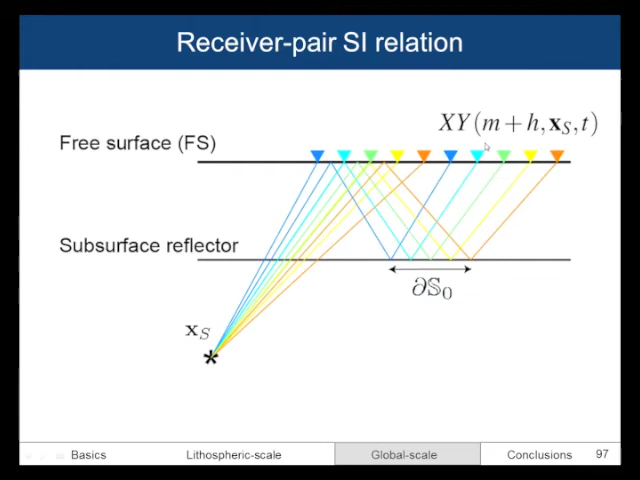 Receiver-pair SI relation
XY(m + h, x_S, t)
Free surface (FS)
Subsurface reflector
∂𝕊₀
x_S
*
Basics Lithospheric-scale Global-scale Conclusions 97